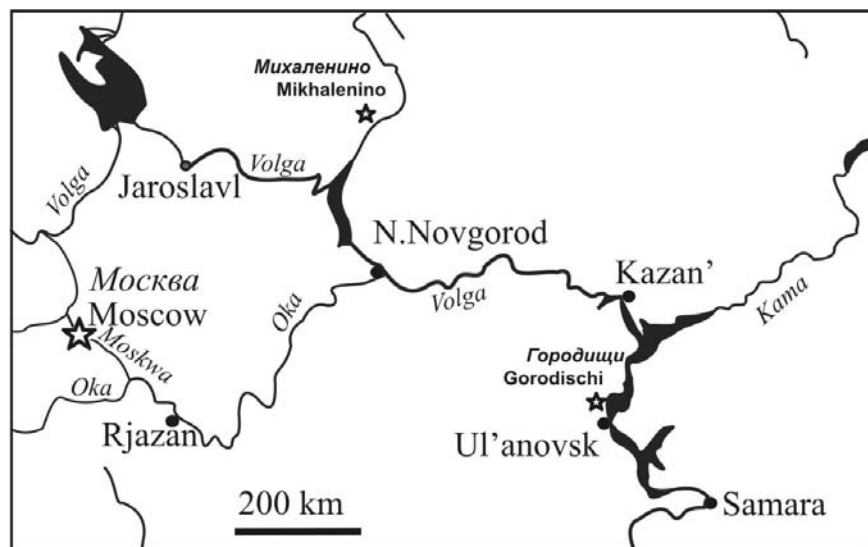 Михаленино
Mikhalenino
Volga
Jaroslavl
Volga
N.Novgorod
Москва
Moscow
Moskwa
Oka
Volga
Kazan’
Kama
Городищи
Gorodischi
Oka
Rjazan
Ul’anovsk
200 km
Samara